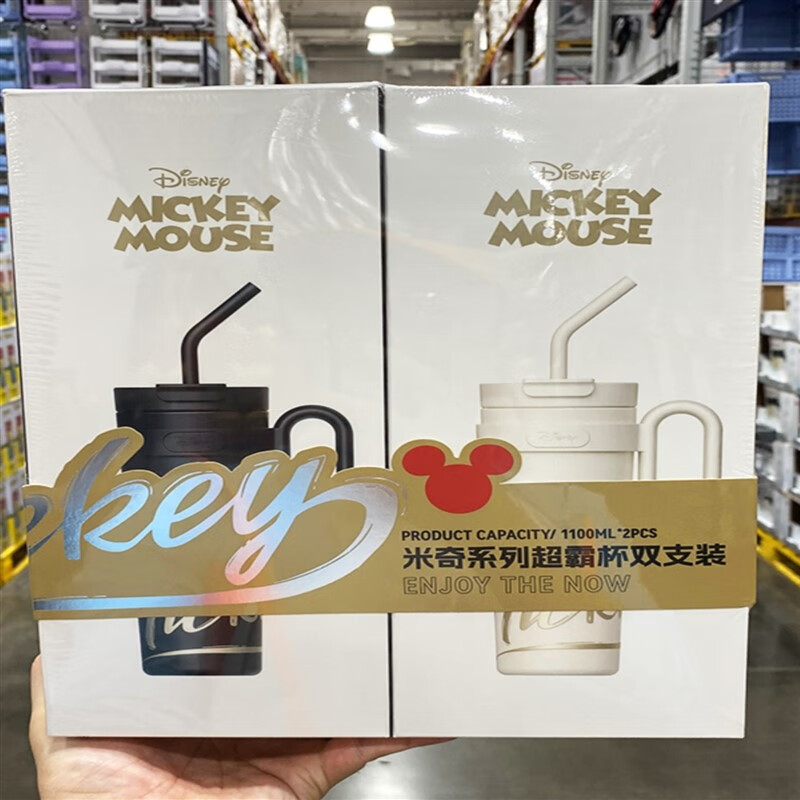 Disney
MICKEY
MOUSE
Disney
MICKEY
MOUSE
Disney
key
PRODUCT CAPACITY/ 1100ML*2PCS
米奇系列超霸杯双支装
ENJOY THE NOW